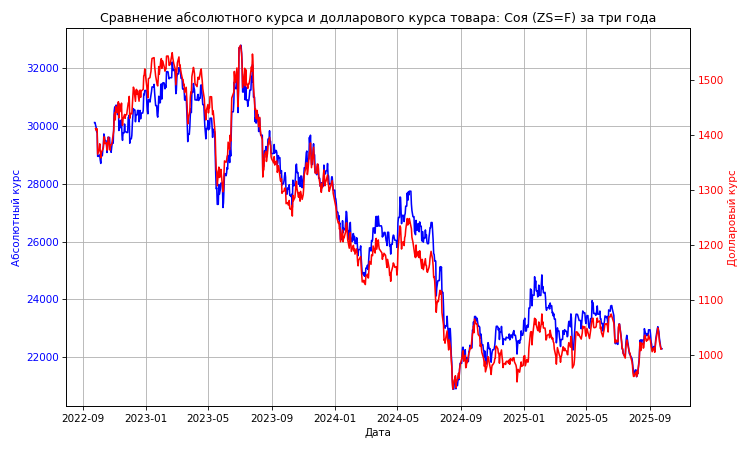 Сравнение абсолютного курса и долларового курса товара: Соя (ZS=F) за три года
Абсолютный курс
32000
30000
28000
26000
24000
22000
1500
1400
1300
1200
1100
1000
Долларовый курс
2022-09 2023-01 2023-05 2023-09 2024-01 2024-05 2024-09 2025-01 2025-05 2025-09
Дата